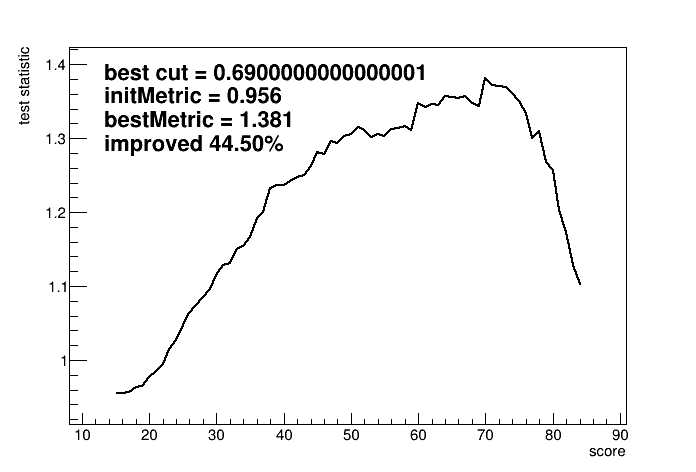 best cut = 0.6900000000000001
initMetric = 0.956
bestMetric = 1.381
improved 44.50%
test statistic
1.4
1.3
1.2
1.1
1
10 20 30 40 50 60 70 80 90
score